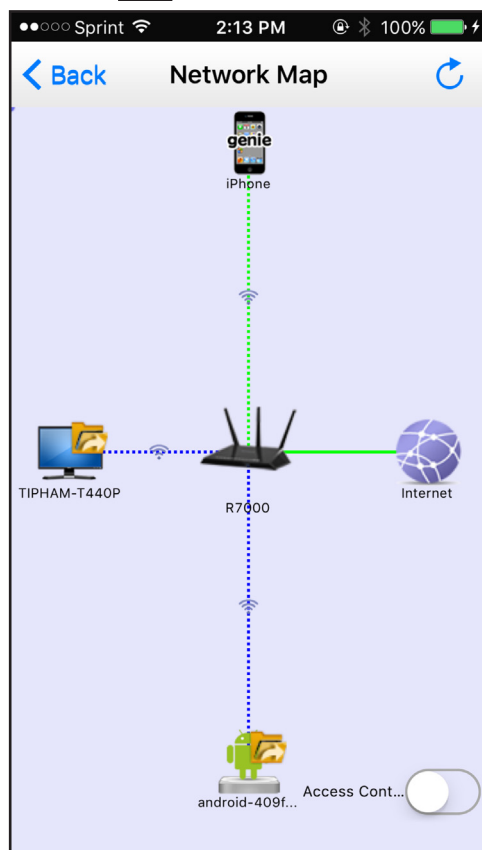 Sprint 2:13 PM 100%
Back Network Map
genie
iPhone
TIPHAM-T440P
R7000
Internet
android-409f...
Access Cont...